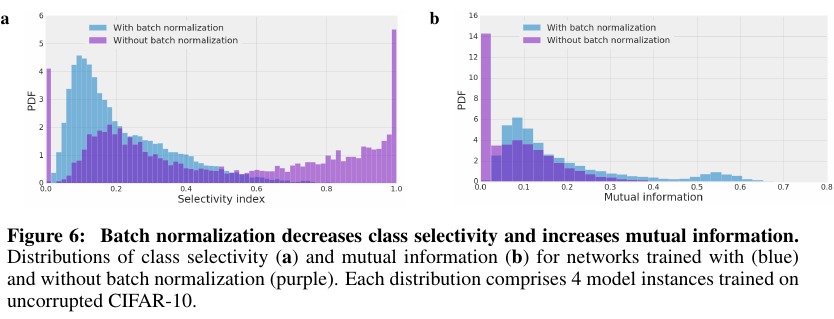 a
6
5
4
3
2
1
0
PDF
With batch normalization
Without batch normalization
0.0 0.2 0.4 0.6 0.8 1.0
Selectivity index
b
16
14
12
10
8
6
4
2
0
PDF
With batch normalization
Without batch normalization
0.0 0.1 0.2 0.3 0.4 0.5 0.6 0.7 0.8
Mutual information
Figure 6: Batch normalization decreases class selectivity and increases mutual information.
Distributions of class selectivity (a) and mutual information (b) for networks trained with (blue)
and without batch normalization (purple). Each distribution comprises 4 model instances trained on
uncorrupted CIFAR-10.